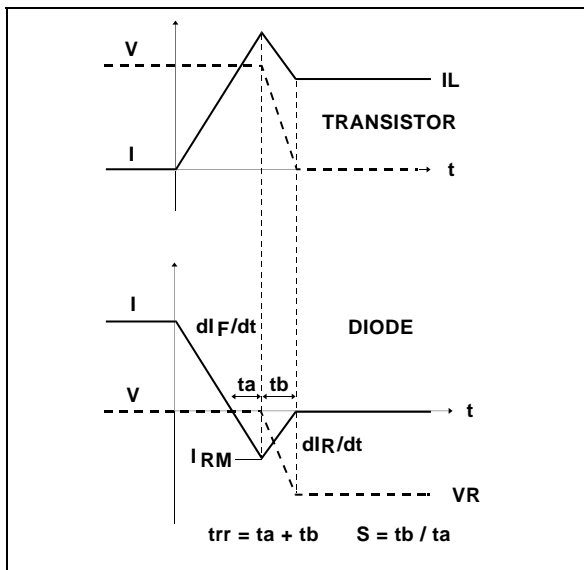 V
IL
TRANSISTOR
I
t
I
dIF/dt
DIODE
ta
tb
V
t
dIR/dt
IRM
VR
trr = ta + tb
S = tb / ta